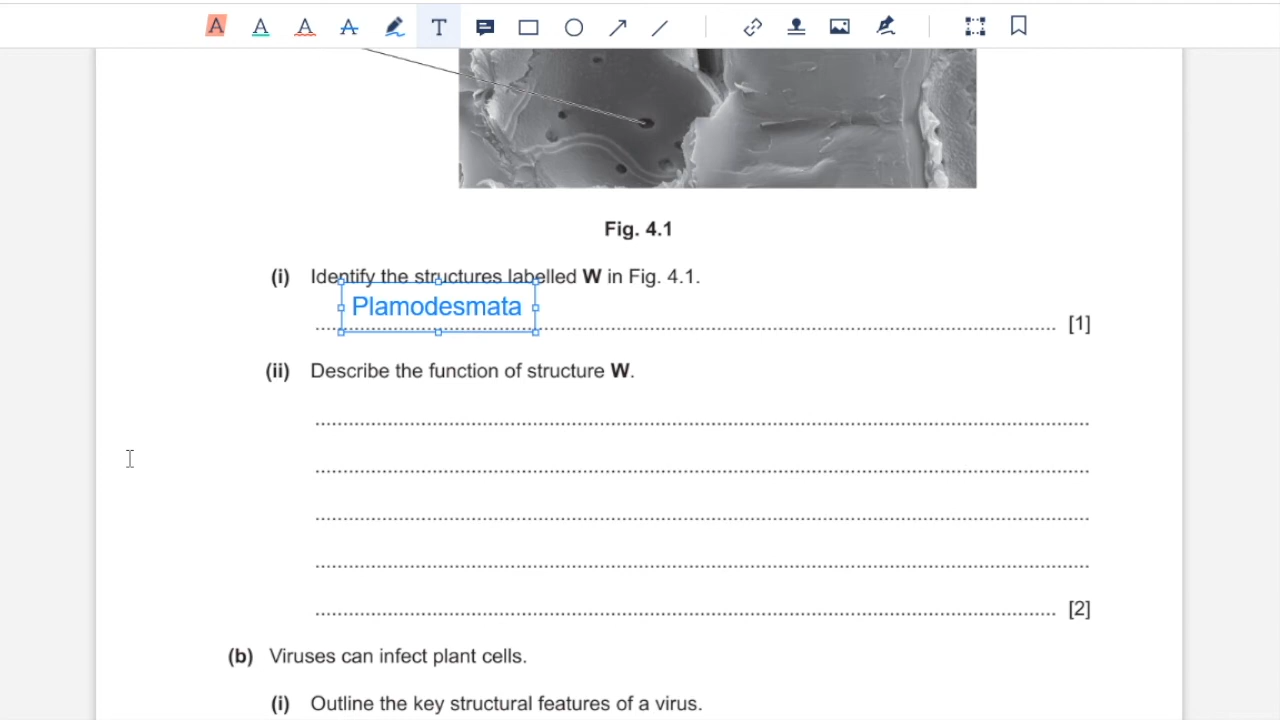 Fig. 4.1
(i) Identify the structures labelled W in Fig. 4.1.
Plamodesmata
.......................................................................................................................................... [1]
(ii) Describe the function of structure W.
.................................................................................................................................................
.................................................................................................................................................
.................................................................................................................................................
.................................................................................................................................................
.......................................................................................................................................... [2]
(b) Viruses can infect plant cells.
(i) Outline the key structural features of a virus.